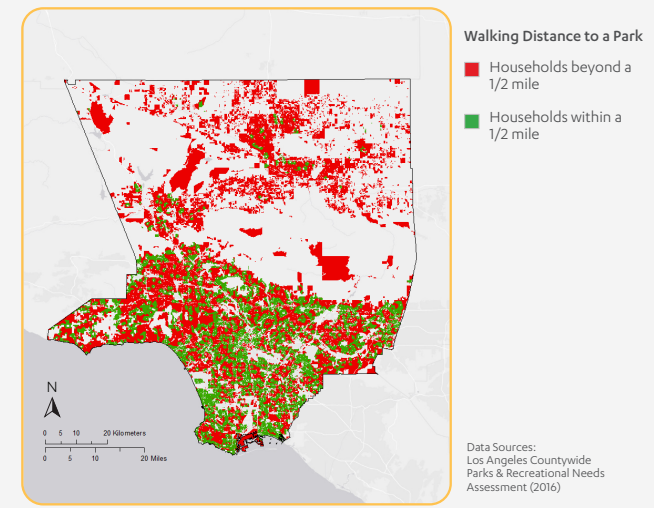 Walking Distance to a Park
Households beyond a
1/2 mile
Households within a
1/2 mile
N
0 5 10 20 Kilometers
0 5 10 20 Miles
Data Sources:
Los Angeles Countywide
Parks & Recreational Needs
Assessment (2016)